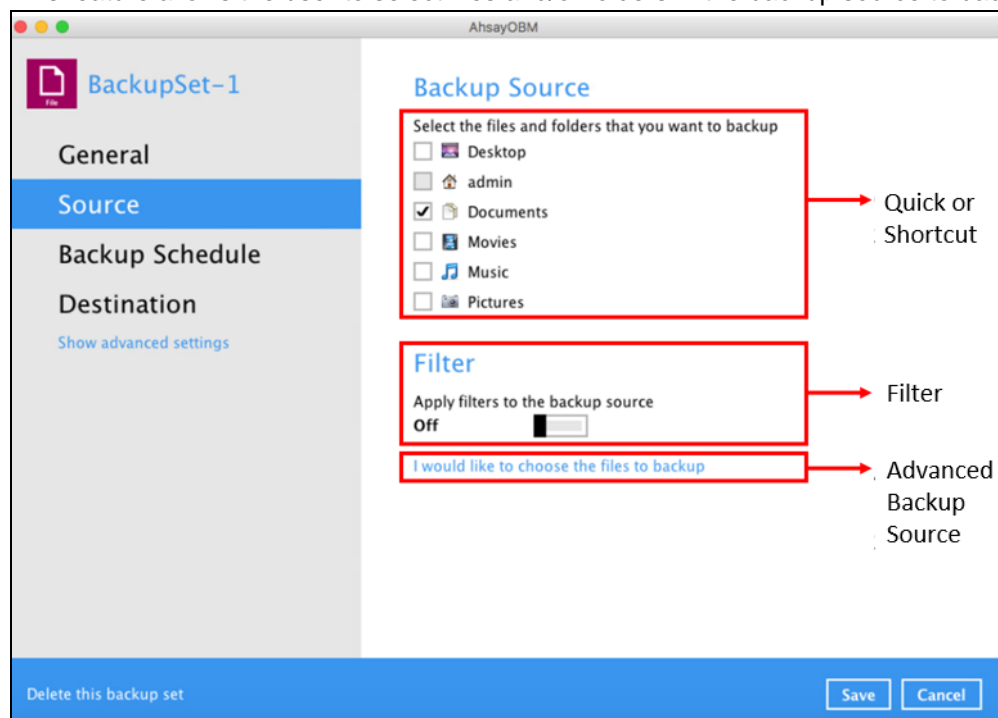 AhsayOBM
BackupSet-1
File
General
Source
Backup Schedule
Destination
Show advanced settings
Backup Source
Select the files and folders that you want to backup
Desktop
admin
Documents
Movies
Music
Pictures
Quick or
Shortcut
Filter
Apply filters to the backup source
Off
Filter
I would like to choose the files to backup
Advanced
Backup
Source
Delete this backup set
Save
Cancel